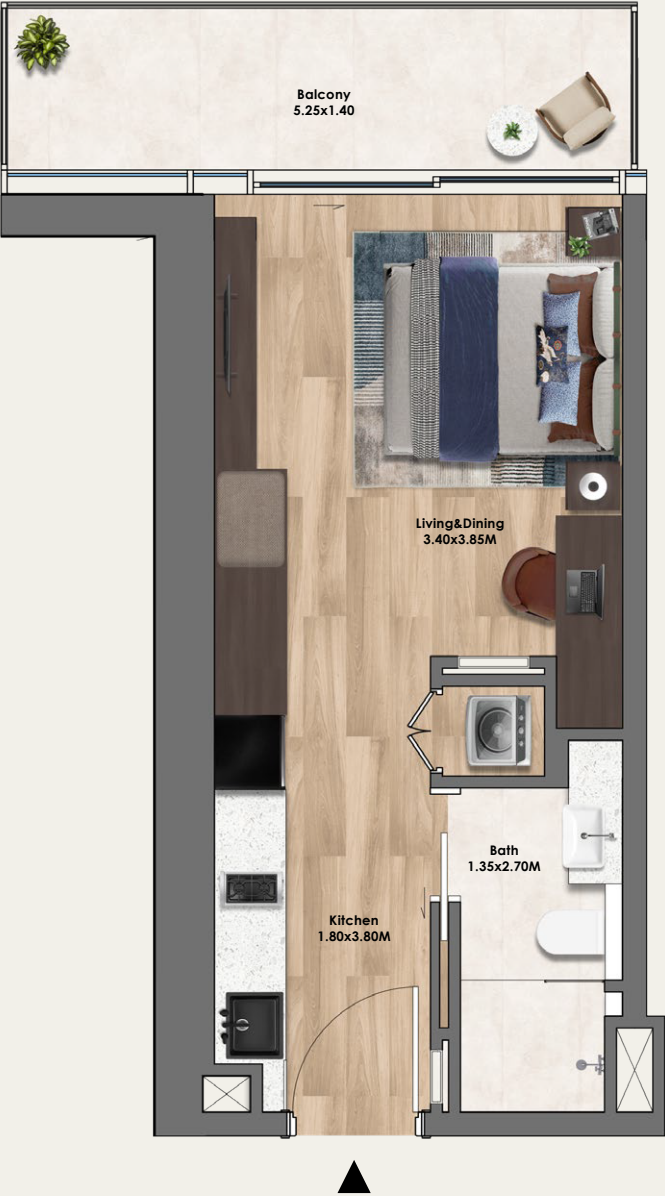 Balcony
5.25x1.40
Living&Dining
3.40x3.85M
Bath
1.35x2.70M
Kitchen
1.80x3.80M